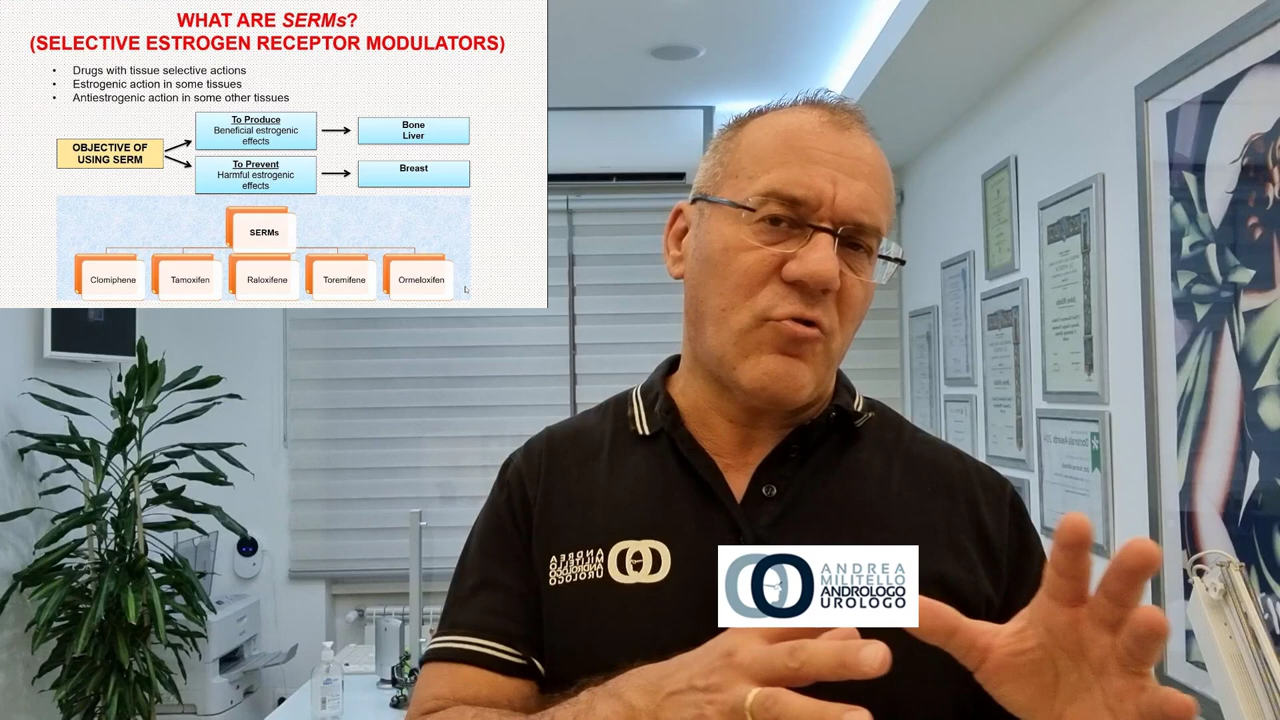 WHAT ARE SERMs?
(SELECTIVE ESTROGEN RECEPTOR MODULATORS)
• Drugs with tissue selective actions
• Estrogenic action in some tissues
• Antiestrogenic action in some other tissues
OBJECTIVE OF
USING SERM
To Produce
Beneficial estrogenic
effects
Bone
Liver
To Prevent
Harmful estrogenic
effects
Breast
SERMs
Clomiphene
Tamoxifen
Raloxifene
Toremifene
Ormeloxifen
ANDREA
MILITELLO
ANDROLOGO
UROLOGO
ANDREA
MILITELLO
ANDROLOGO
UROLOGO